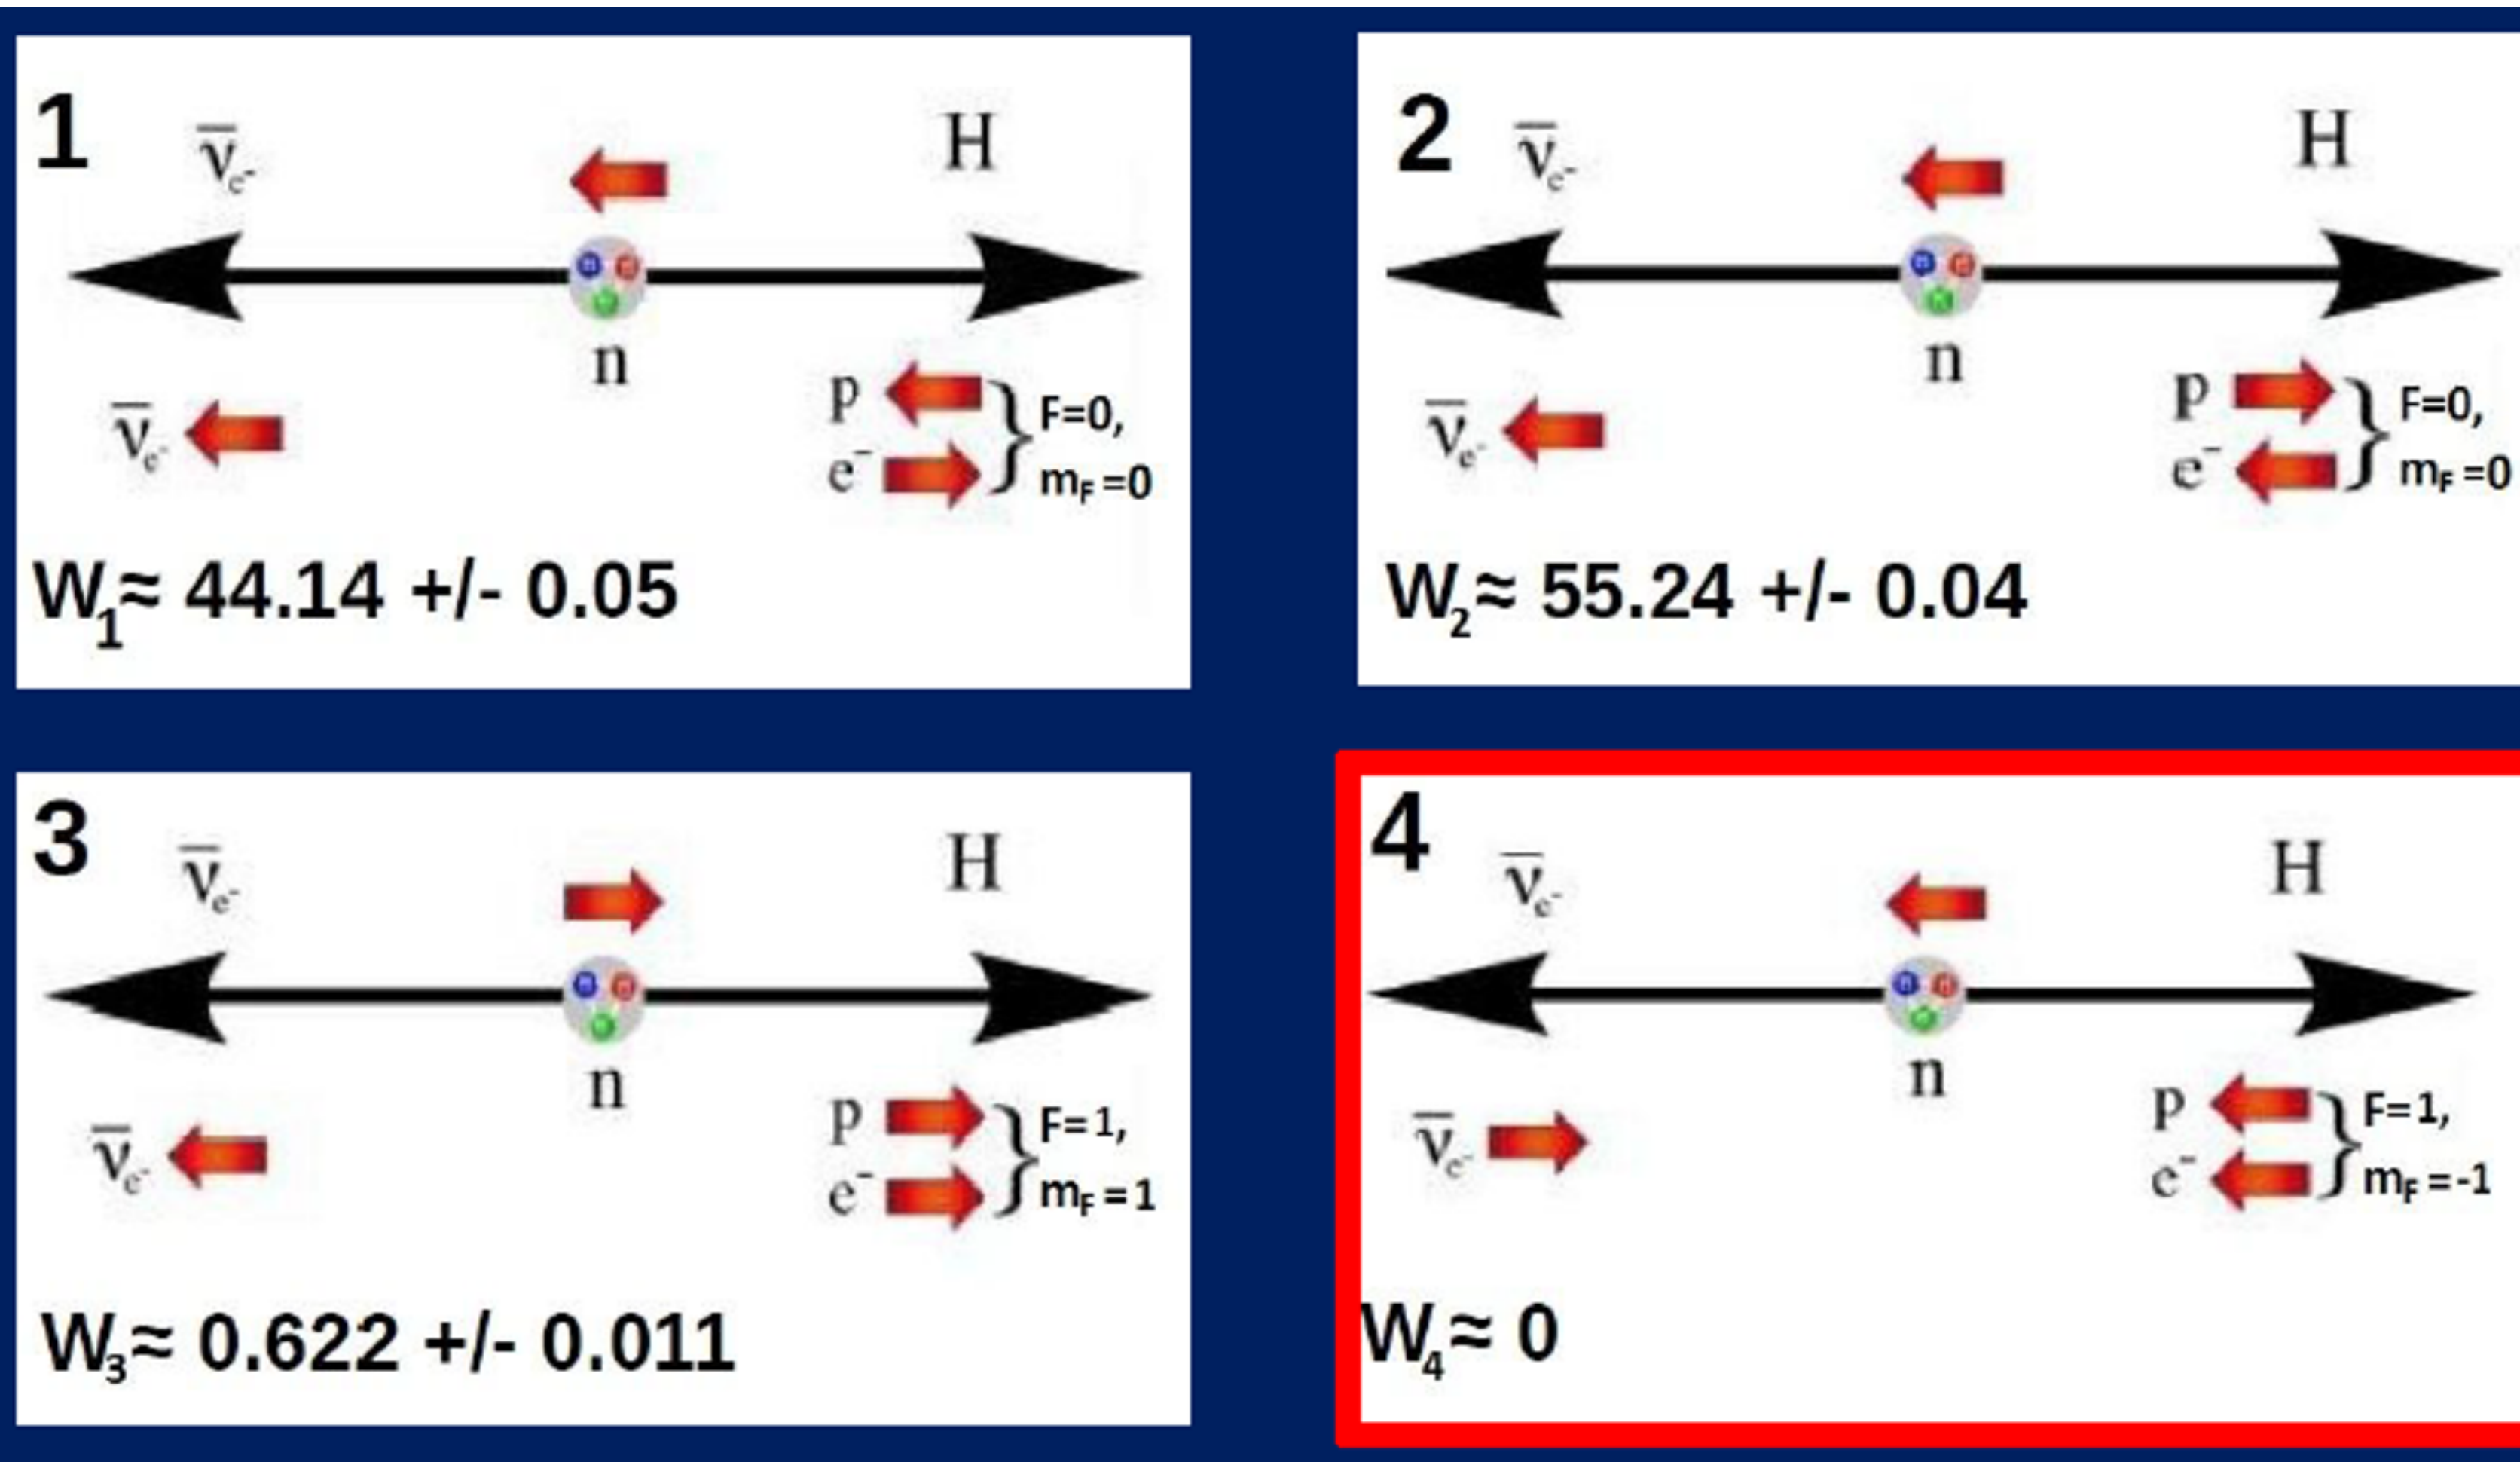 1
ν̄e-
H
n
ν̄e-
p
e⁻
F=0,
mF =0
W1≈ 44.14 +/- 0.05
2
ν̄e-
H
n
ν̄e-
p
e⁻
F=0,
mF =0
W2≈ 55.24 +/- 0.04
3
ν̄e-
H
n
ν̄e-
p
e⁻
F=1,
mF =1
W3≈ 0.622 +/- 0.011
4
ν̄e-
H
n
ν̄e-
p
e⁻
F=1,
mF =-1
W4≈ 0